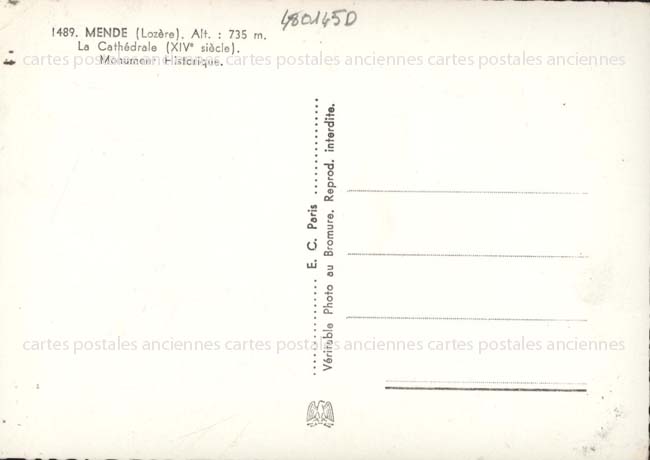 480145D
1489. MENDE (Lozère), Alt. : 735 m.
La Cathédrale (XIVᵉ siècle).
Monument Historique.
cartes postales anciennes cartes postales anciennes cartes postales anciennes
E. C. Paris
Véritable Photo au Bromure. Reprod. interdite.
cartes postales anciennes cartes postales anciennes cartes postales anciennes